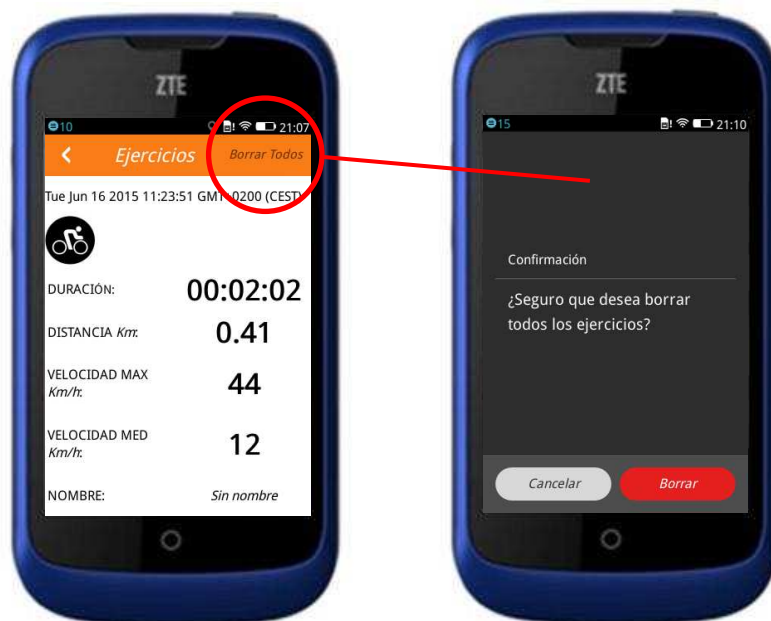 ZTE
10 21:07
Ejercicios Borrar Todos
Tue Jun 16 2015 11:23:51 GMT+0200 (CEST)
DURACIÓN: 00:02:02
DISTANCIA Km: 0.41
VELOCIDAD MAX
Km/h: 44
VELOCIDAD MED
Km/h: 12
NOMBRE: Sin nombre
ZTE
15 21:10
Confirmación
¿Seguro que desea borrar
todos los ejercicios?
Cancelar Borrar